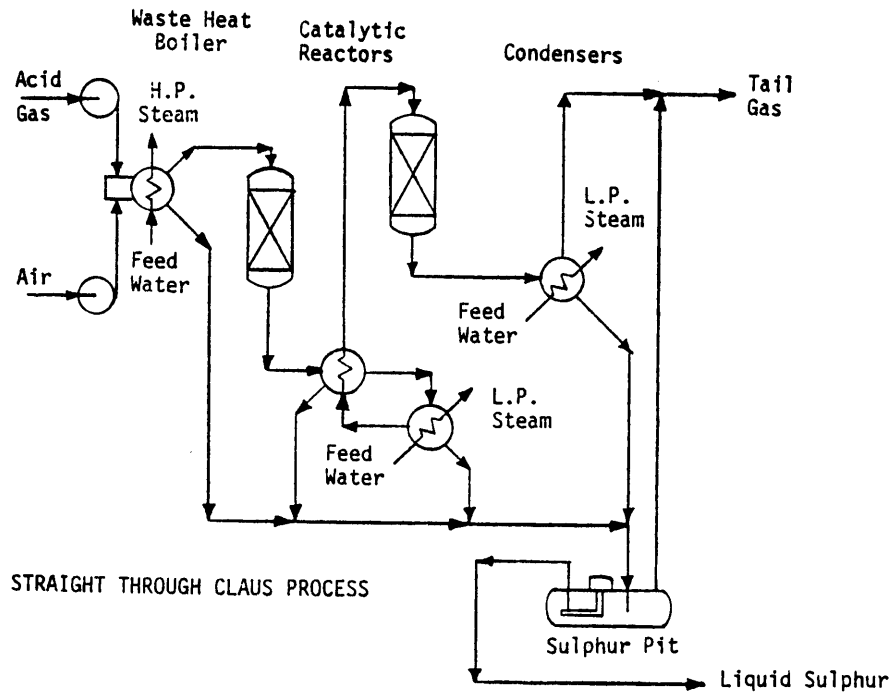 Waste Heat
Boiler
Catalytic
Reactors
Condensers
Acid
Gas
H.P.
Steam
Tail
Gas
L.P.
Steam
Feed
Water
Air
Feed
Water
L.P.
Steam
Feed
Water
STRAIGHT THROUGH CLAUS PROCESS
Sulphur Pit
Liquid Sulphur